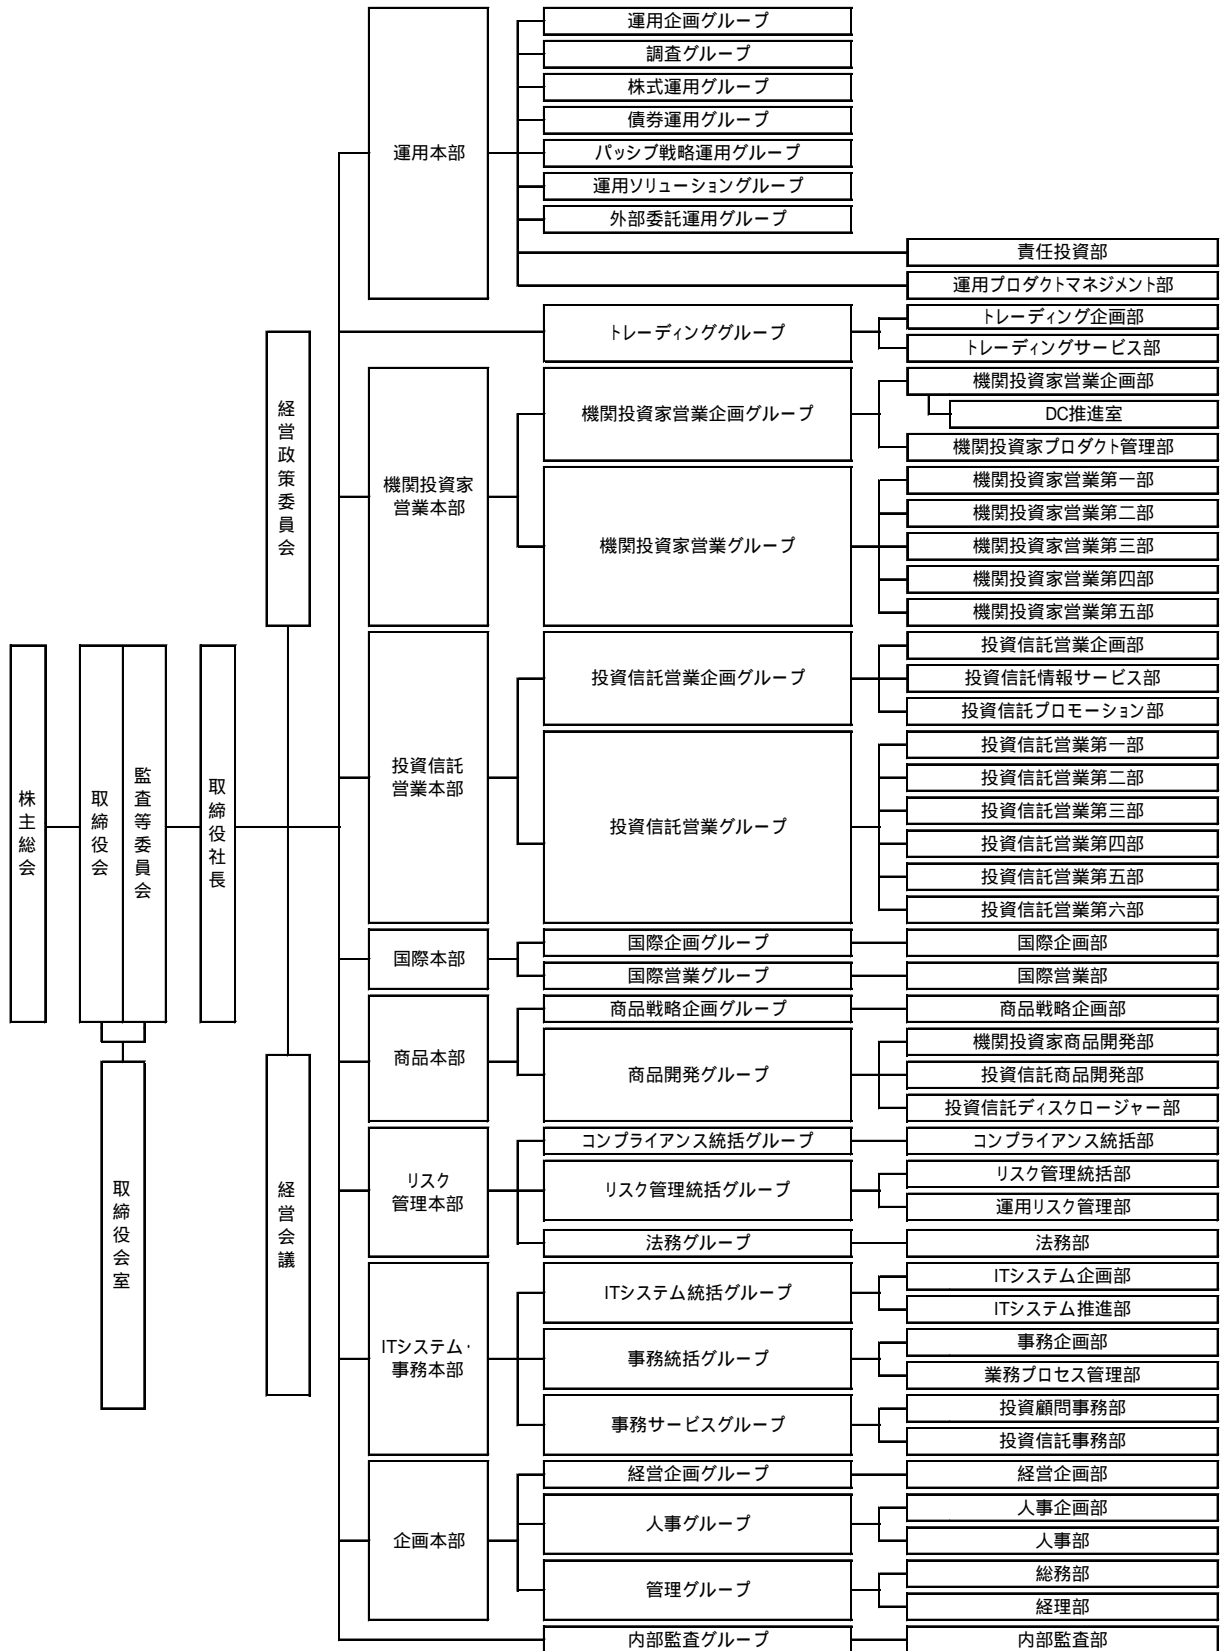 株主総会
取締役会
監査等委員会
取締役会室
取締役社長
経営政策委員会
経営会議
運用本部
運用企画グループ
調査グループ
株式運用グループ
債券運用グループ
パッシブ戦略運用グループ
運用ソリューショングループ
外部委託運用グループ
責任投資部
運用プロダクトマネジメント部
トレーディンググループ
トレーディング企画部
トレーディングサービス部
機関投資家
営業本部
機関投資家営業企画グループ
機関投資家営業企画部
DC推進室
機関投資家プロダクト管理部
機関投資家営業グループ
機関投資家営業第一部
機関投資家営業第二部
機関投資家営業第三部
機関投資家営業第四部
機関投資家営業第五部
投資信託
営業本部
投資信託営業企画グループ
投資信託営業企画部
投資信託情報サービス部
投資信託プロモーション部
投資信託営業グループ
投資信託営業第一部
投資信託営業第二部
投資信託営業第三部
投資信託営業第四部
投資信託営業第五部
投資信託営業第六部
国際本部
国際企画グループ
国際企画部
国際営業グループ
国際営業部
商品本部
商品戦略企画グループ
商品戦略企画部
商品開発グループ
機関投資家商品開発部
投資信託商品開発部
投資信託ディスクロージャー部
リスク
管理本部
コンプライアンス統括グループ
コンプライアンス統括部
リスク管理統括グループ
リスク管理統括部
運用リスク管理部
法務グループ
法務部
ITシステム・
事務本部
ITシステム統括グループ
ITシステム企画部
ITシステム推進部
事務統括グループ
事務企画部
業務プロセス管理部
事務サービスグループ
投資顧問事務部
投資信託事務部
企画本部
経営企画グループ
経営企画部
人事グループ
人事企画部
人事部
管理グループ
総務部
経理部
内部監査グループ
内部監査部